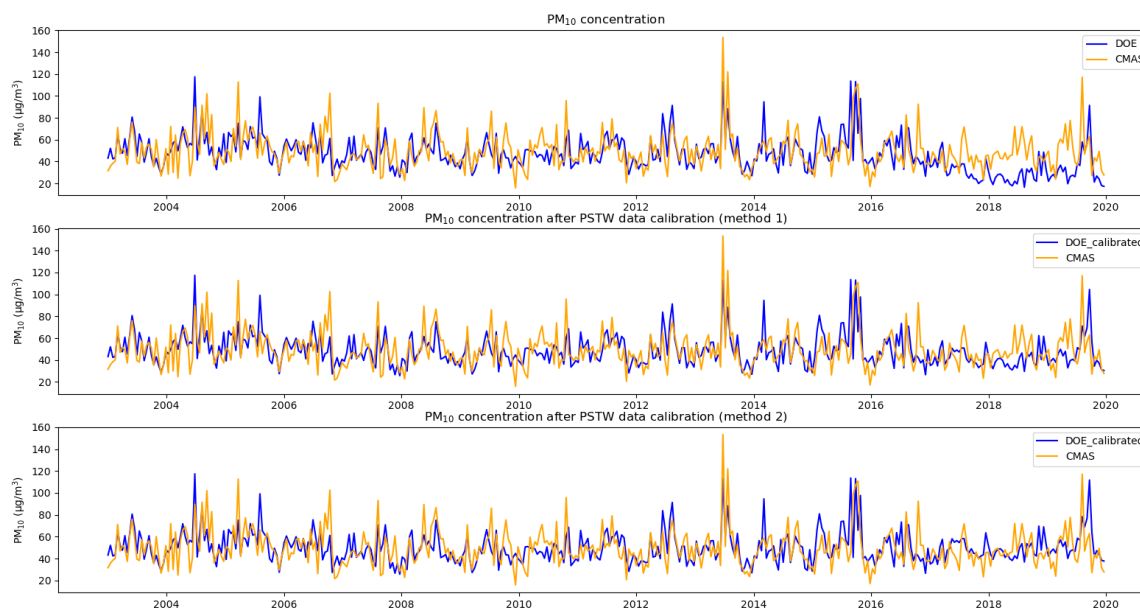 PM₁₀ concentration
160
140
120
100
80
60
40
20
PM₁₀ (µg/m³)
DOE
CMAS
2004 2006 2008 2010 2012 2014 2016 2018 2020
PM₁₀ concentration after PSTW data calibration (method 1)
160
140
120
100
80
60
40
20
PM₁₀ (µg/m³)
DOE_calibrated
CMAS
2004 2006 2008 2010 2012 2014 2016 2018 2020
PM₁₀ concentration after PSTW data calibration (method 2)
160
140
120
100
80
60
40
20
PM₁₀ (µg/m³)
DOE_calibrated
CMAS
2004 2006 2008 2010 2012 2014 2016 2018 2020